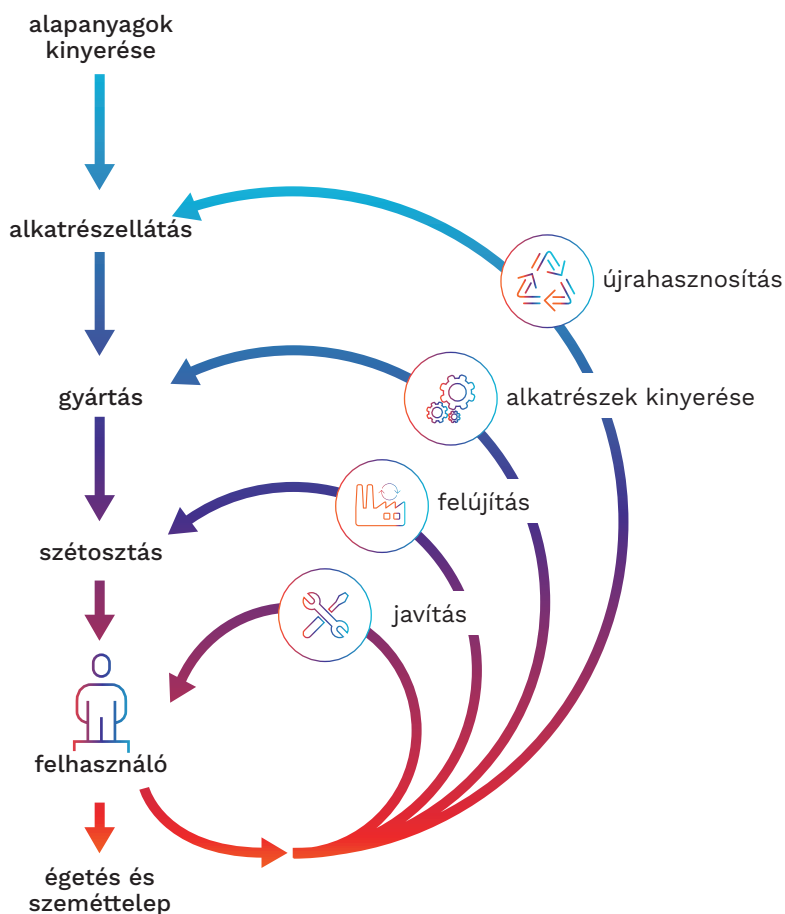 alapanyagok
kinyerése
alkatrészellátás
újrahasznosítás
gyártás
alkatrészek kinyerése
felújítás
szétosztás
javítás
felhasználó
égetés és
szeméttelep